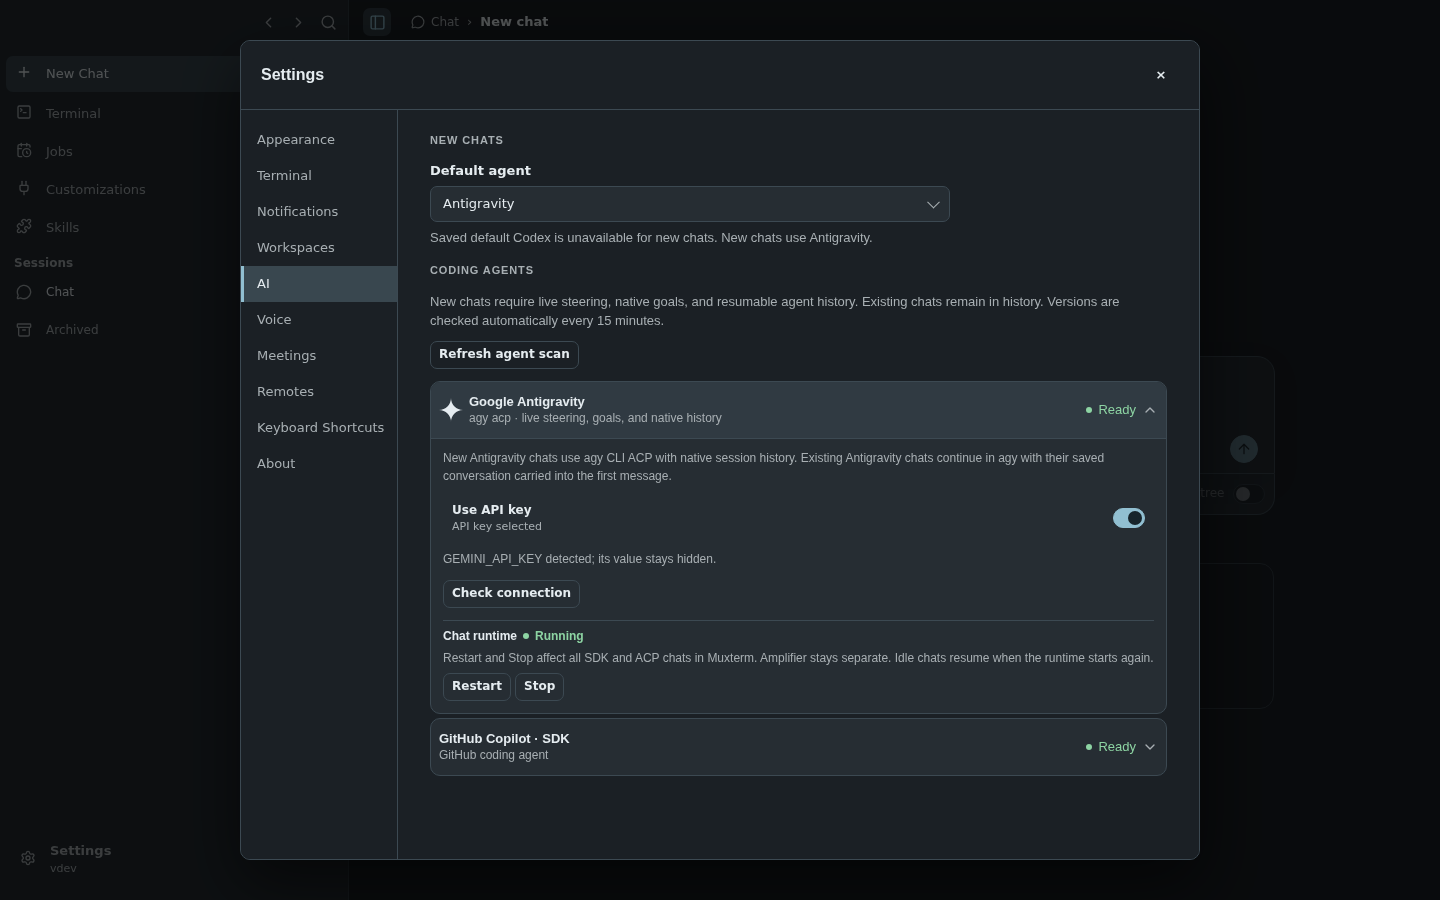 Chat › New chat
New Chat
Terminal
Jobs
Customizations
Skills
Sessions
Chat
Archived
Settings
vdev
Settings
Appearance
Terminal
Notifications
Workspaces
AI
Voice
Meetings
Remotes
Keyboard Shortcuts
About
NEW CHATS
Default agent
Antigravity
Saved default Codex is unavailable for new chats. New chats use Antigravity.
CODING AGENTS
New chats require live steering, native goals, and resumable agent history. Existing chats remain in history. Versions are
checked automatically every 15 minutes.
Refresh agent scan
Google Antigravity
agy acp · live steering, goals, and native history
Ready
New Antigravity chats use agy CLI ACP with native session history. Existing Antigravity chats continue in agy with their saved
conversation carried into the first message.
Use API key
API key selected
GEMINI_API_KEY detected; its value stays hidden.
Check connection
Chat runtime Running
Restart and Stop affect all SDK and ACP chats in Muxterm. Amplifier stays separate. Idle chats resume when the runtime starts again.
Restart Stop
GitHub Copilot · SDK
GitHub coding agent
Ready
tree